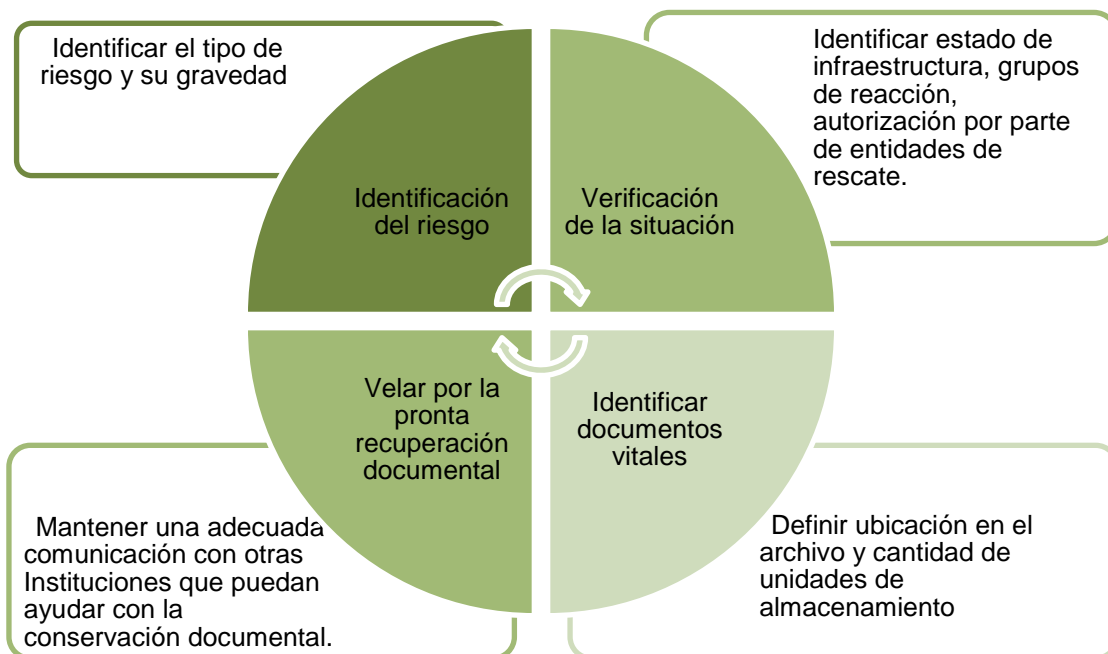 Identificar el tipo de
riesgo y su gravedad
Identificar estado de
infraestructura, grupos
de reacción,
autorización por parte
de entidades de
rescate.
Identificación
del riesgo
Verificación
de la situación
Velar por la
pronta
recuperación
documental
Identificar
documentos
vitales
Mantener una adecuada
comunicación con otras
Instituciones que puedan
ayudar con la
conservación documental.
Definir ubicación en el
archivo y cantidad de
unidades de
almacenamiento